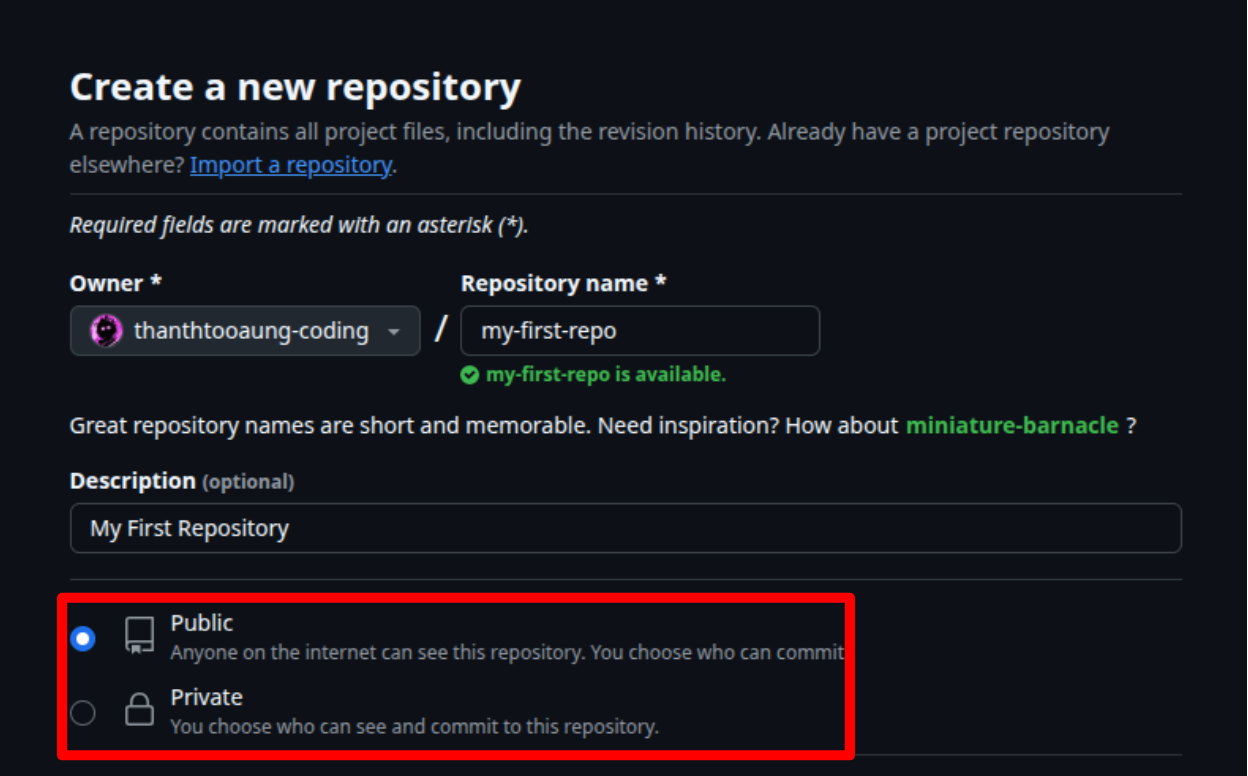 Create a new repository
A repository contains all project files, including the revision history. Already have a project repository
elsewhere? Import a repository.
Required fields are marked with an asterisk (*).
Owner * Repository name *
thanhtooaung-coding / my-first-repo
my-first-repo is available.
Great repository names are short and memorable. Need inspiration? How about miniature-barnacle ?
Description (optional)
My First Repository
Public
Anyone on the internet can see this repository. You choose who can commit
Private
You choose who can see and commit to this repository.